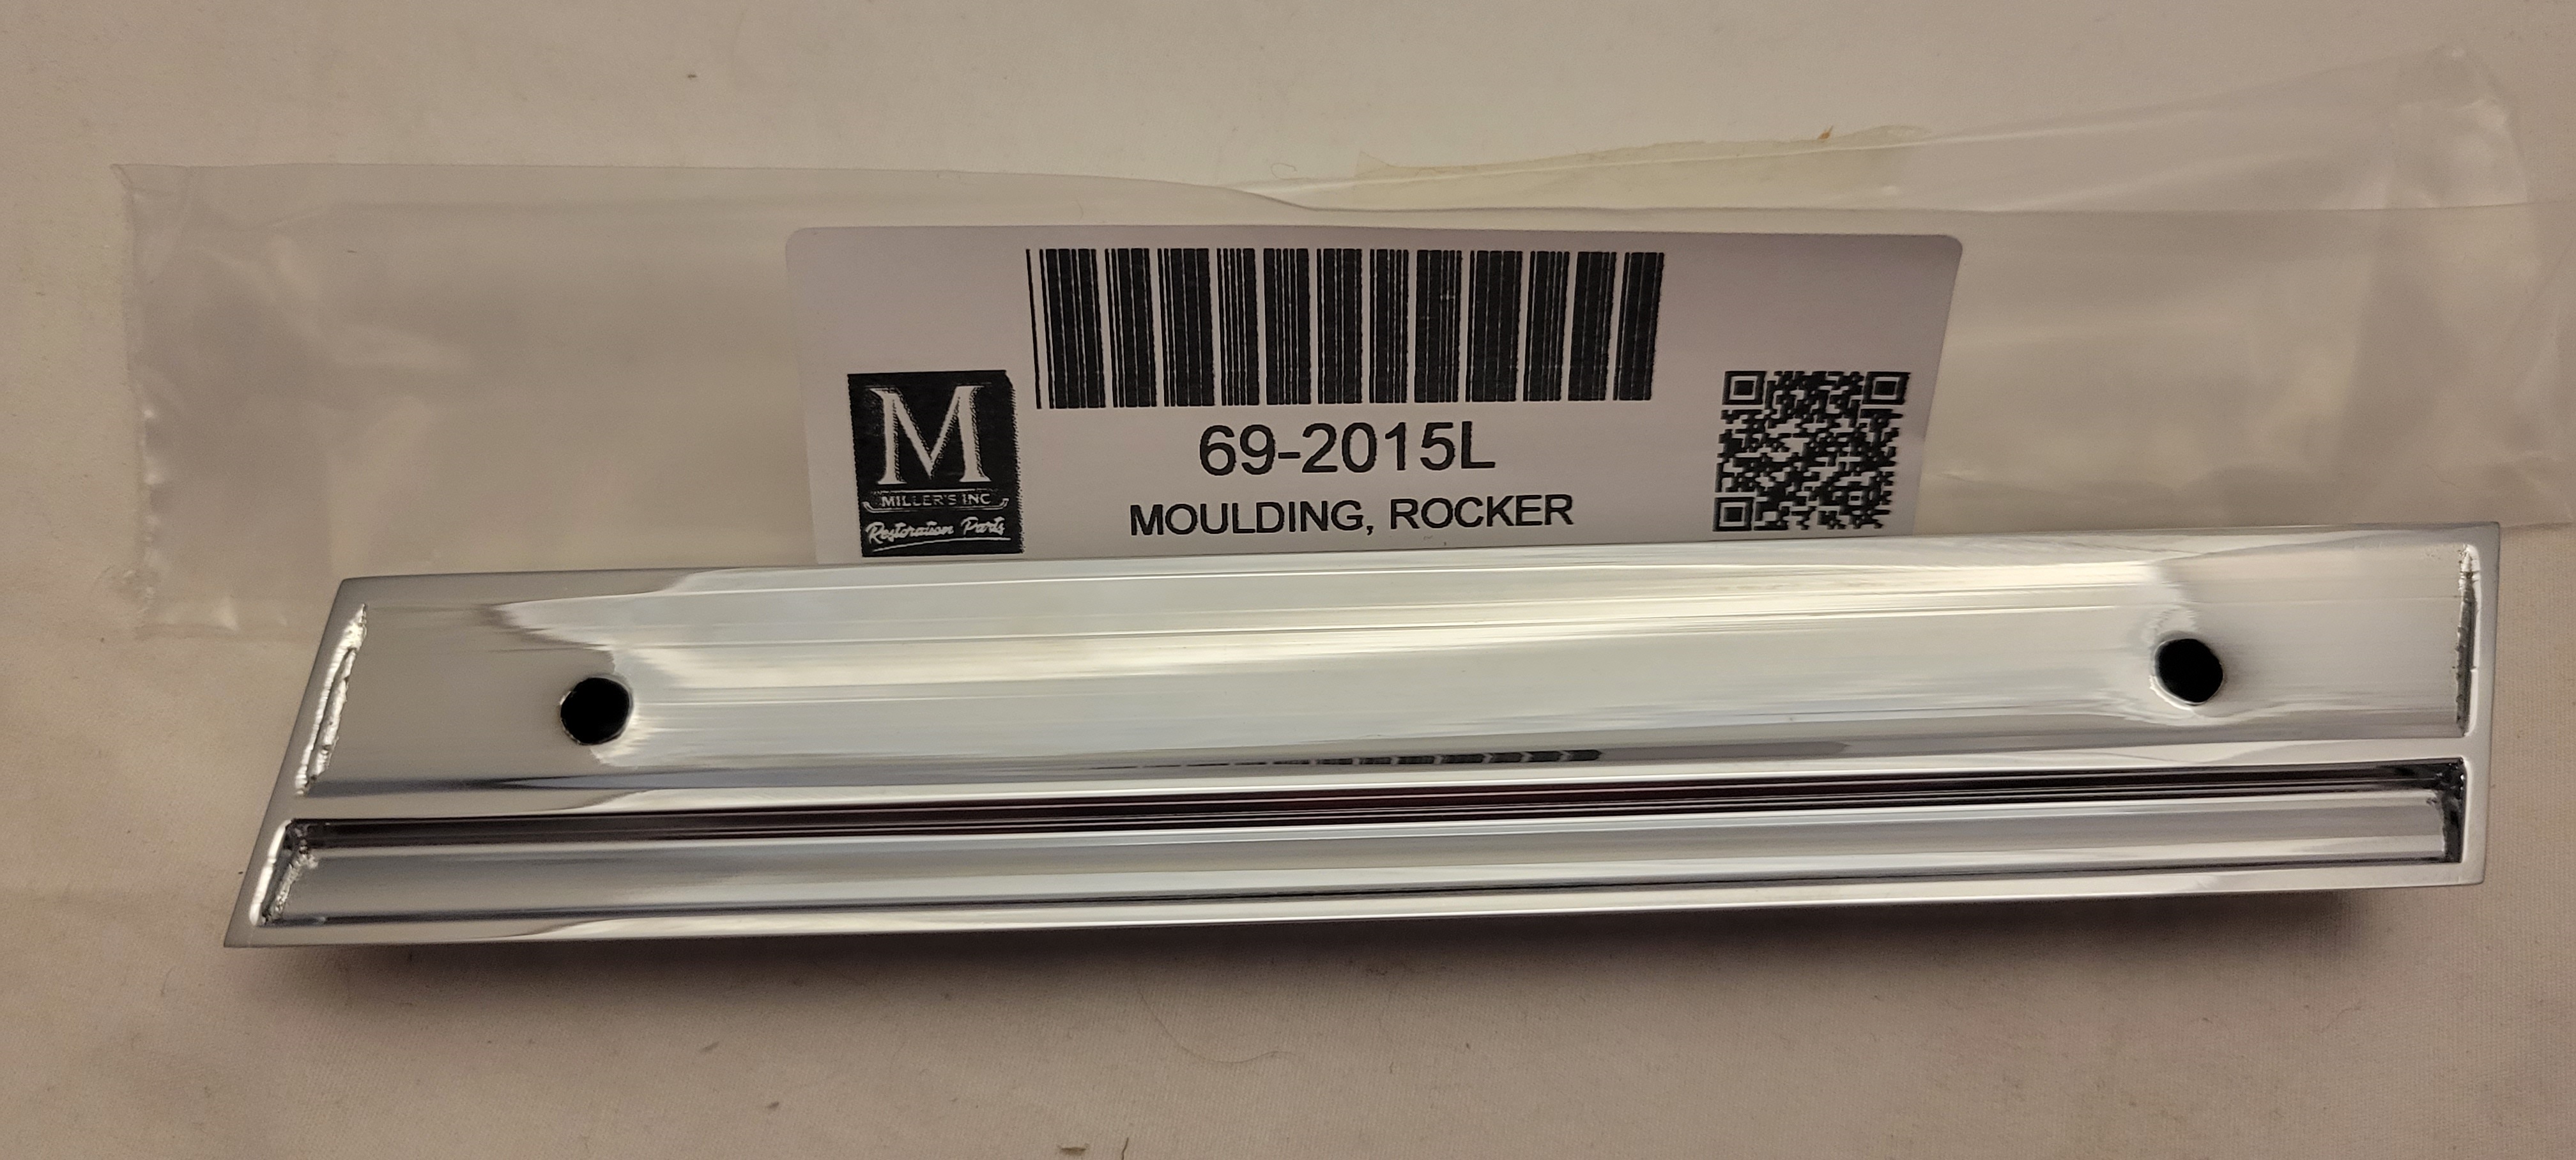 69-2015L
MOULDING, ROCKER
M
MILLER'S INC
Restoration Parts